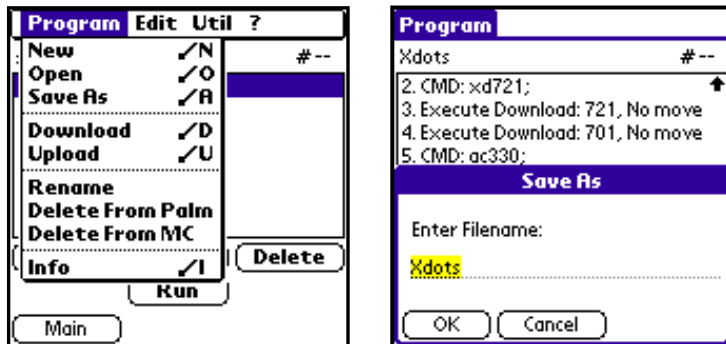 Program Edit Util ?
: #--
New ⁄N
Open ⁄O
Save As ⁄A
Download ⁄D
Upload ⁄U
Rename
Delete From Palm
Delete From MC
Info ⁄I
Delete
Run
Main
Program
Xdots #--
2. CMD: xd721;
3. Execute Download: 721, No move
4. Execute Download: 701, No move
5. CMD: ac330;
Save As
Enter Filename:
Xdots
OK Cancel